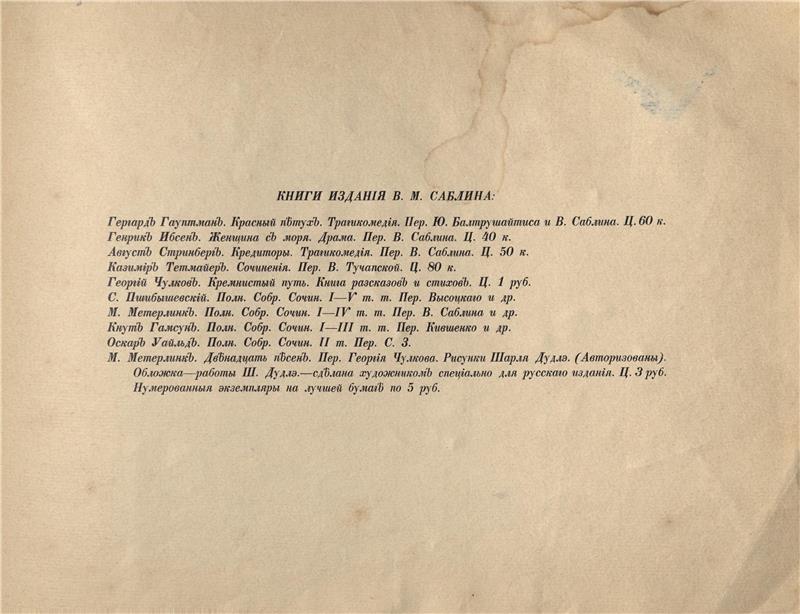 КНИГИ ИЗДАНІЯ В. М. САБЛИНА:
Гергардъ Гауптманъ. Красный пѣтухъ. Трагикомедія. Пер. Ю. Балтрушайтиса и В. Саблина. Ц. 60 к.
Генрикъ Ибсенъ. Женщина съ моря. Драма. Пер. В. Саблина. Ц. 40 к.
Августъ Стринбергъ. Кредиторы. Трагикомедія. Пер. В. Саблина. Ц. 50 к.
Казиміръ Тетмайеръ. Сочиненія. Пер. В. Тучапской. Ц. 80 к.
Георгій Чулковъ. Кремнистый путь. Книга разсказовъ и стиховъ. Ц. 1 руб.
С. Пшибышевскій. Полн. Собр. Сочин. I—V т. т. Пер. Высоцкаго и др.
М. Метерлинкъ. Полн. Собр. Сочин. I—IV т. т. Пер. В. Саблина и др.
Кнутъ Гамсунъ. Полн. Собр. Сочин. I—III т. т. Пер. Кившенко и др.
Оскаръ Уайльдъ. Полн. Собр. Сочин. II т. Пер. С. З.
М. Метерлинкъ. Двѣнадцать пѣсенъ. Пер. Георгія Чулкова. Рисунки Шарля Дудлэ. (Авторизованы).
Обложка—работы Ш. Дудлэ.—сдѣлана художникомъ спеціально для русскаго изданія. Ц. 3 руб.
Нумерованныя экземпляры на лучшей бумагѣ по 5 руб.